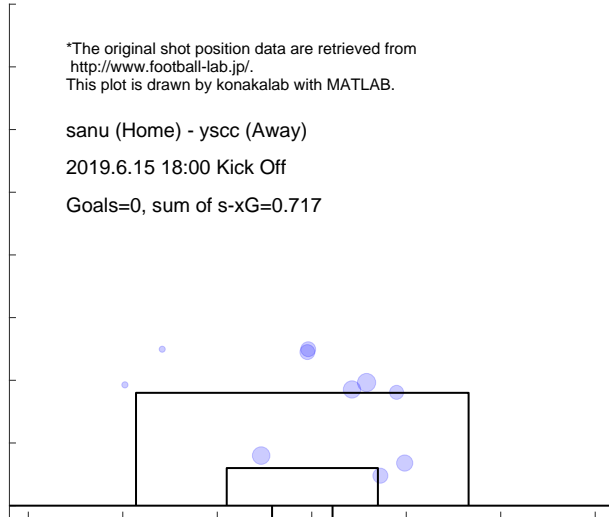 *The original shot position data are retrieved from
http://www.football-lab.jp/.
This plot is drawn by konakalab with MATLAB.
sanu (Home) - yscc (Away)
2019.6.15 18:00 Kick Off
Goals=0, sum of s-xG=0.717